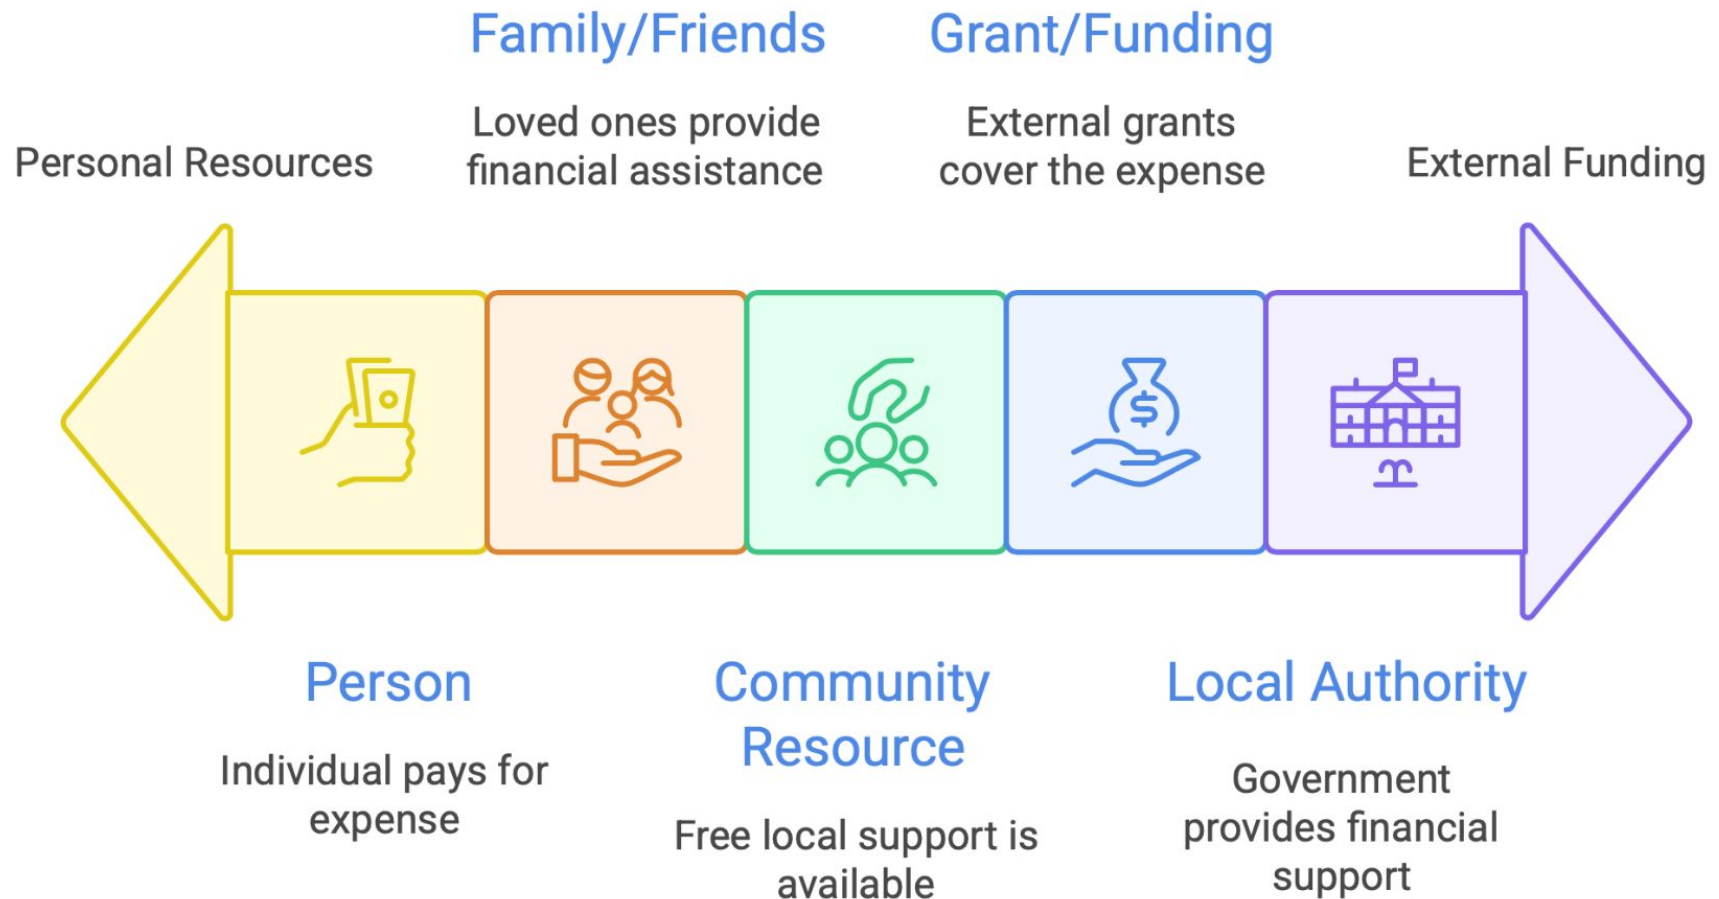 Family/Friends
Grant/Funding
Loved ones provide
financial assistance
External grants
cover the expense
Personal Resources
External Funding
$
Person
Individual pays for
expense
Community
Resource
Free local support is
available
Local Authority
Government
provides financial
support